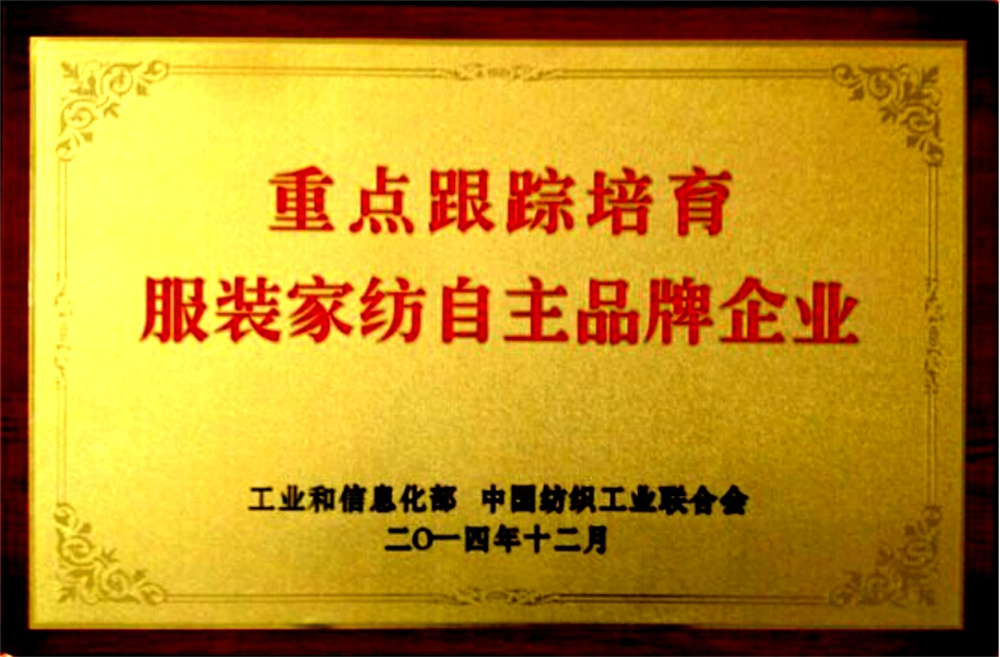 重点跟踪培育
服装家纺自主品牌企业
工业和信息化部 中国纺织工业联合会
二〇一四年十二月